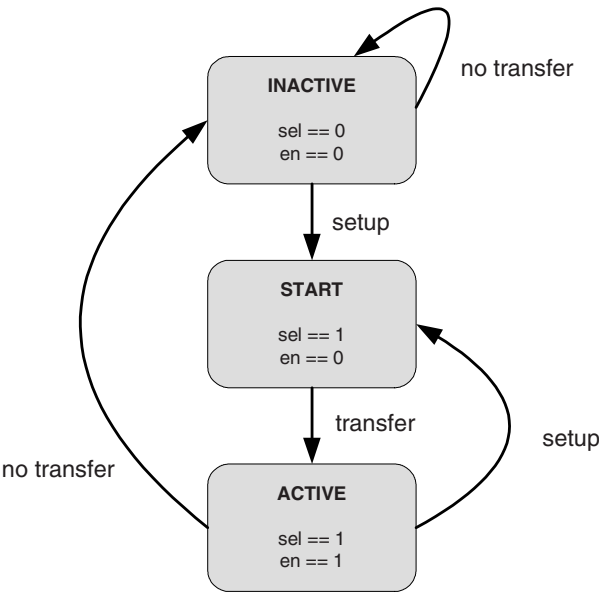 no transfer
INACTIVE
sel == 0
en == 0
setup
START
sel == 1
en == 0
transfer
setup
no transfer
ACTIVE
sel == 1
en == 1